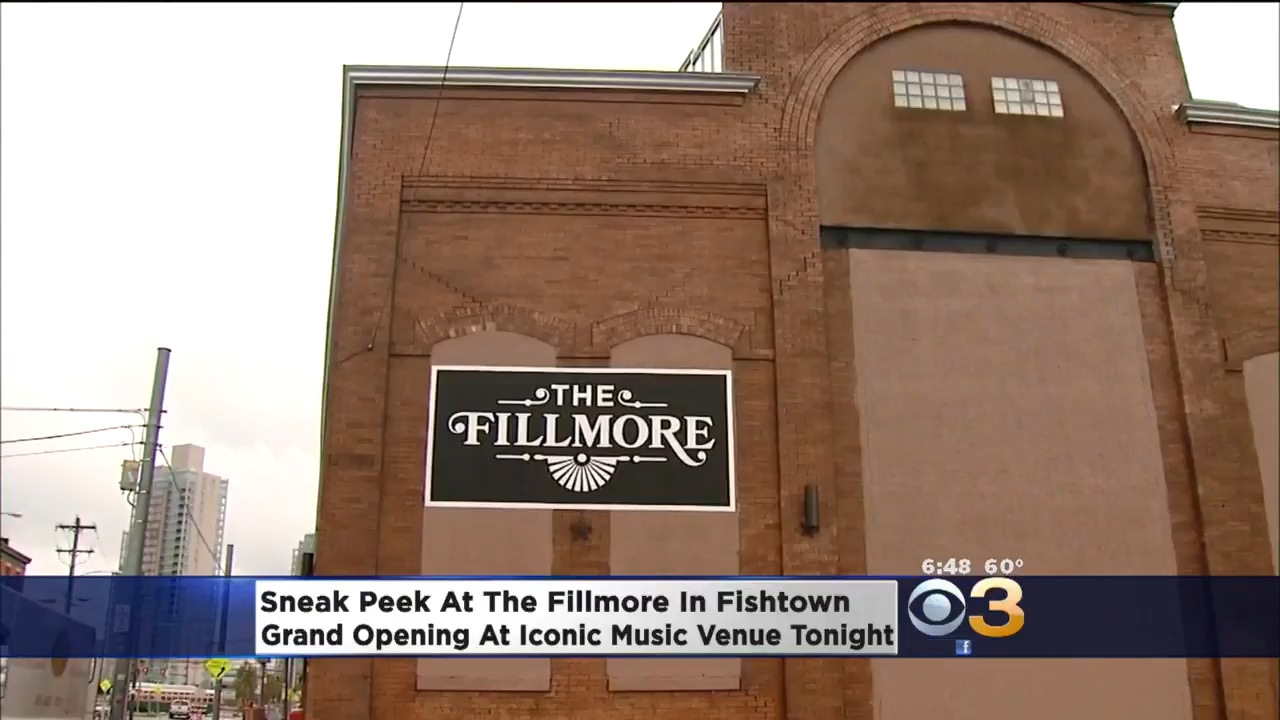 THE
FILLMORE
6:48 60°
Sneak Peek At The Fillmore In Fishtown
Grand Opening At Iconic Music Venue Tonight
3
f